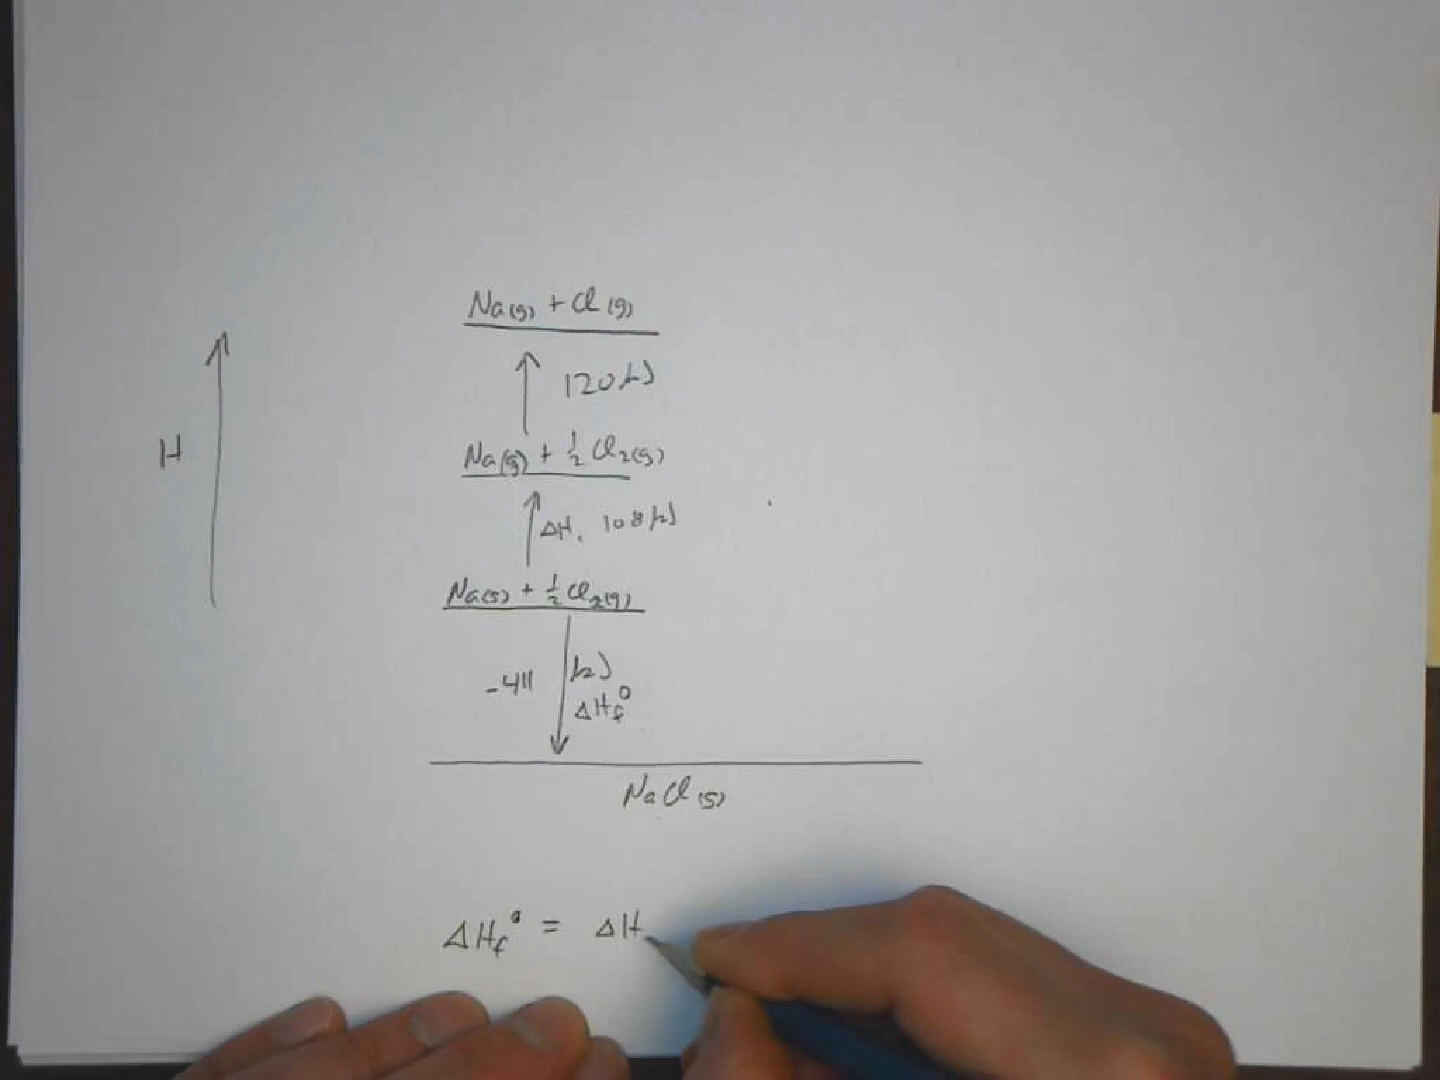 Na(g) + Cl(g)
120 kJ
H
Na(g) + 1/2 Cl2(g)
ΔH1 108 kJ
Na(s) + 1/2 Cl2(g)
-411 kJ
ΔHf°
NaCl(s)
ΔHf° = ΔH